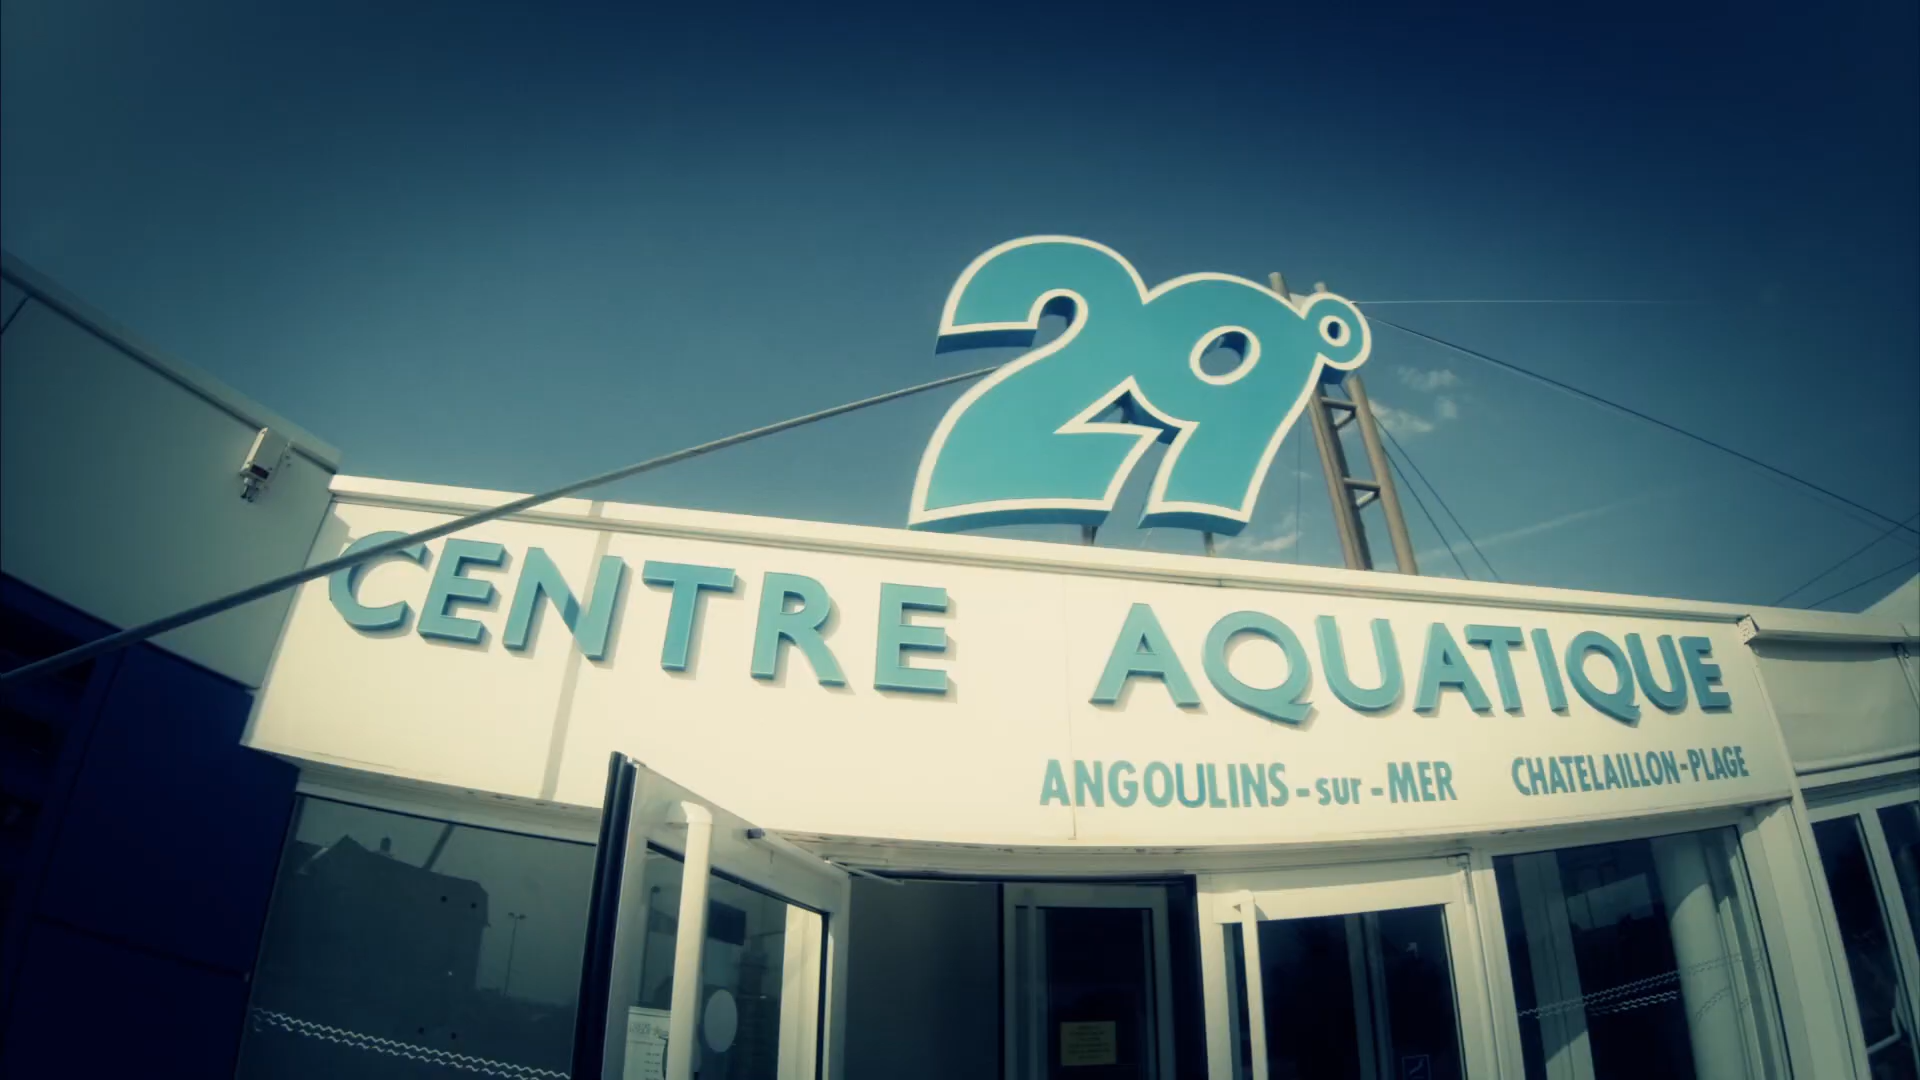 29°
CENTRE AQUATIQUE
ANGOULINS-sur-MER CHATELAILLON-PLAGE